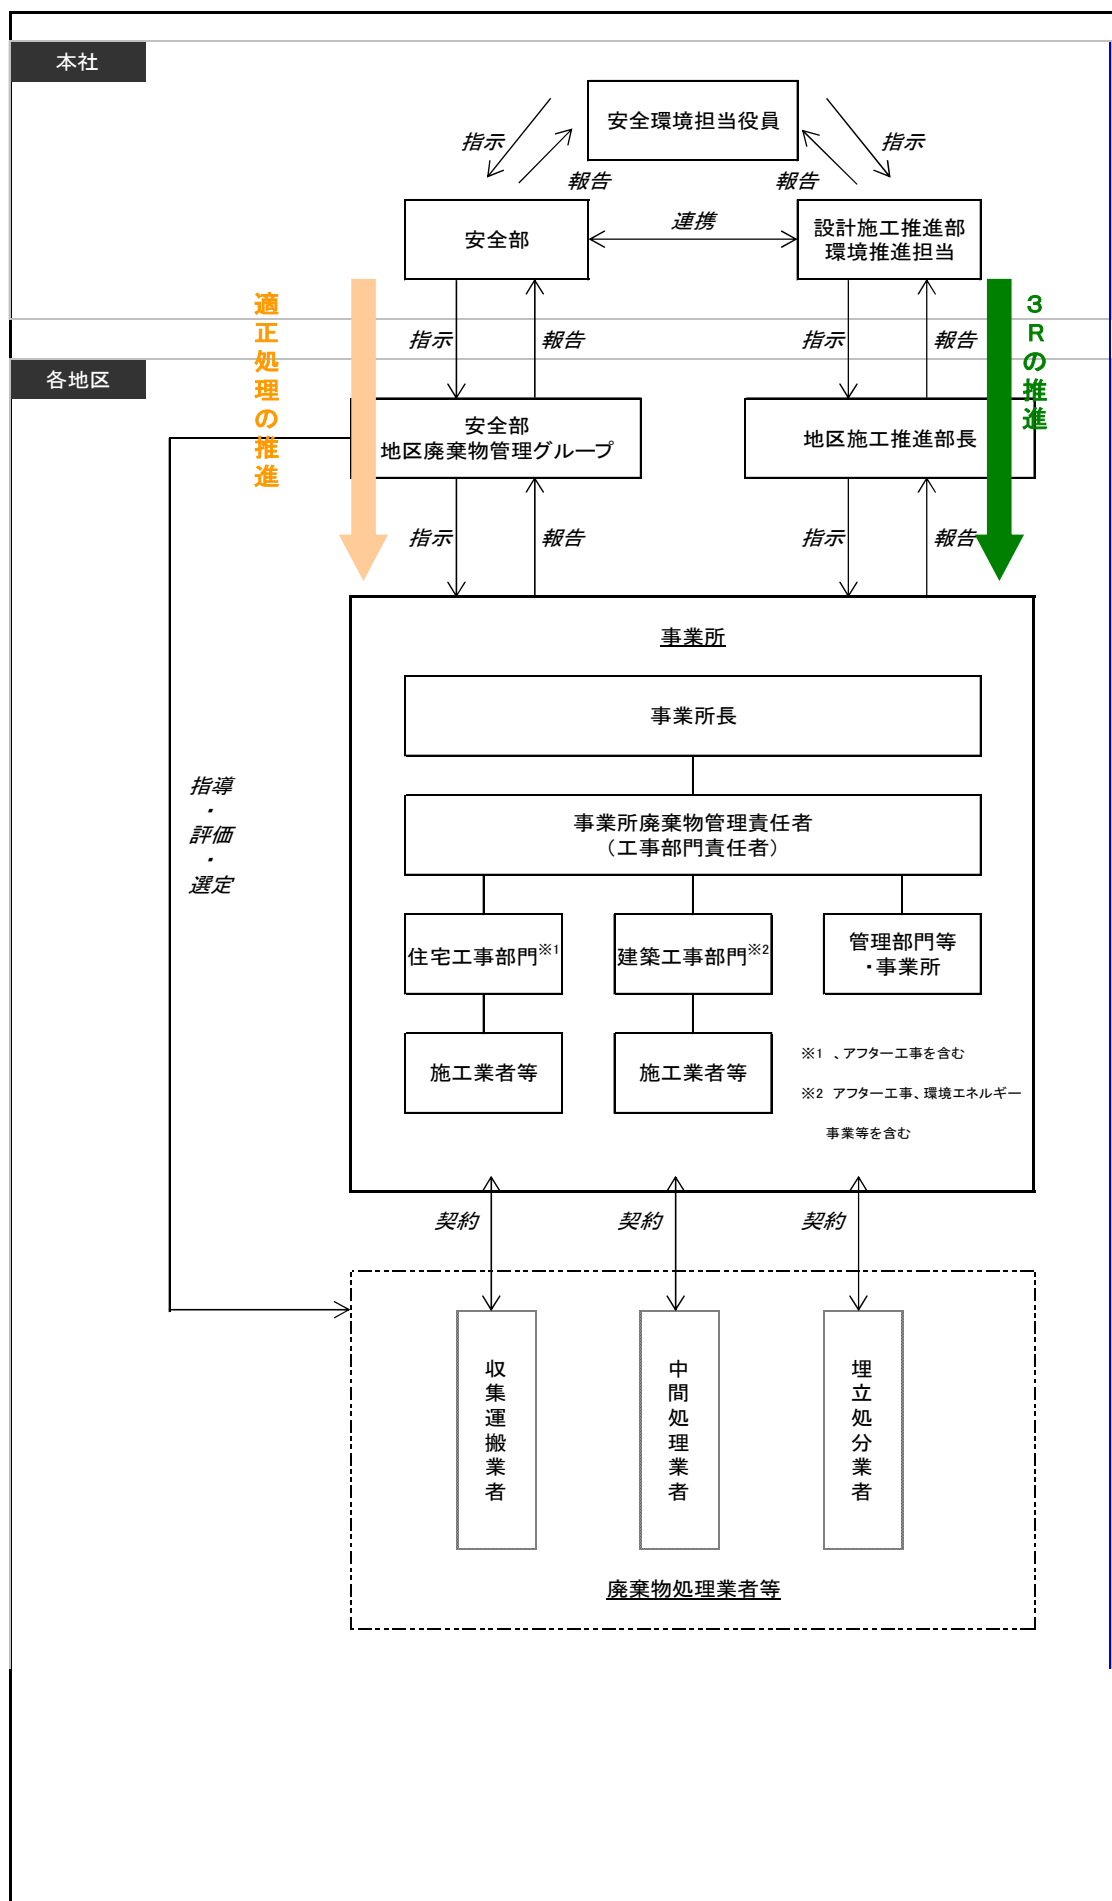 本社
安全環境担当役員
指示
報告
報告
指示
安全部
連携
設計施工推進部
環境推進担当
適正処理の推進
3Rの推進
指示
報告
指示
報告
各地区
安全部
地区廃棄物管理グループ
地区施工推進部長
指示
報告
指示
報告
事業所
事業所長
指導
・
評価
・
選定
事業所廃棄物管理責任者
(工事部門責任者)
住宅工事部門※1
建築工事部門※2
管理部門等
・事業所
施工業者等
施工業者等
※1 、アフター工事を含む
※2 アフター工事、環境エネルギー
事業等を含む
契約
契約
契約
収集運搬業者
中間処理業者
埋立処分業者
廃棄物処理業者等